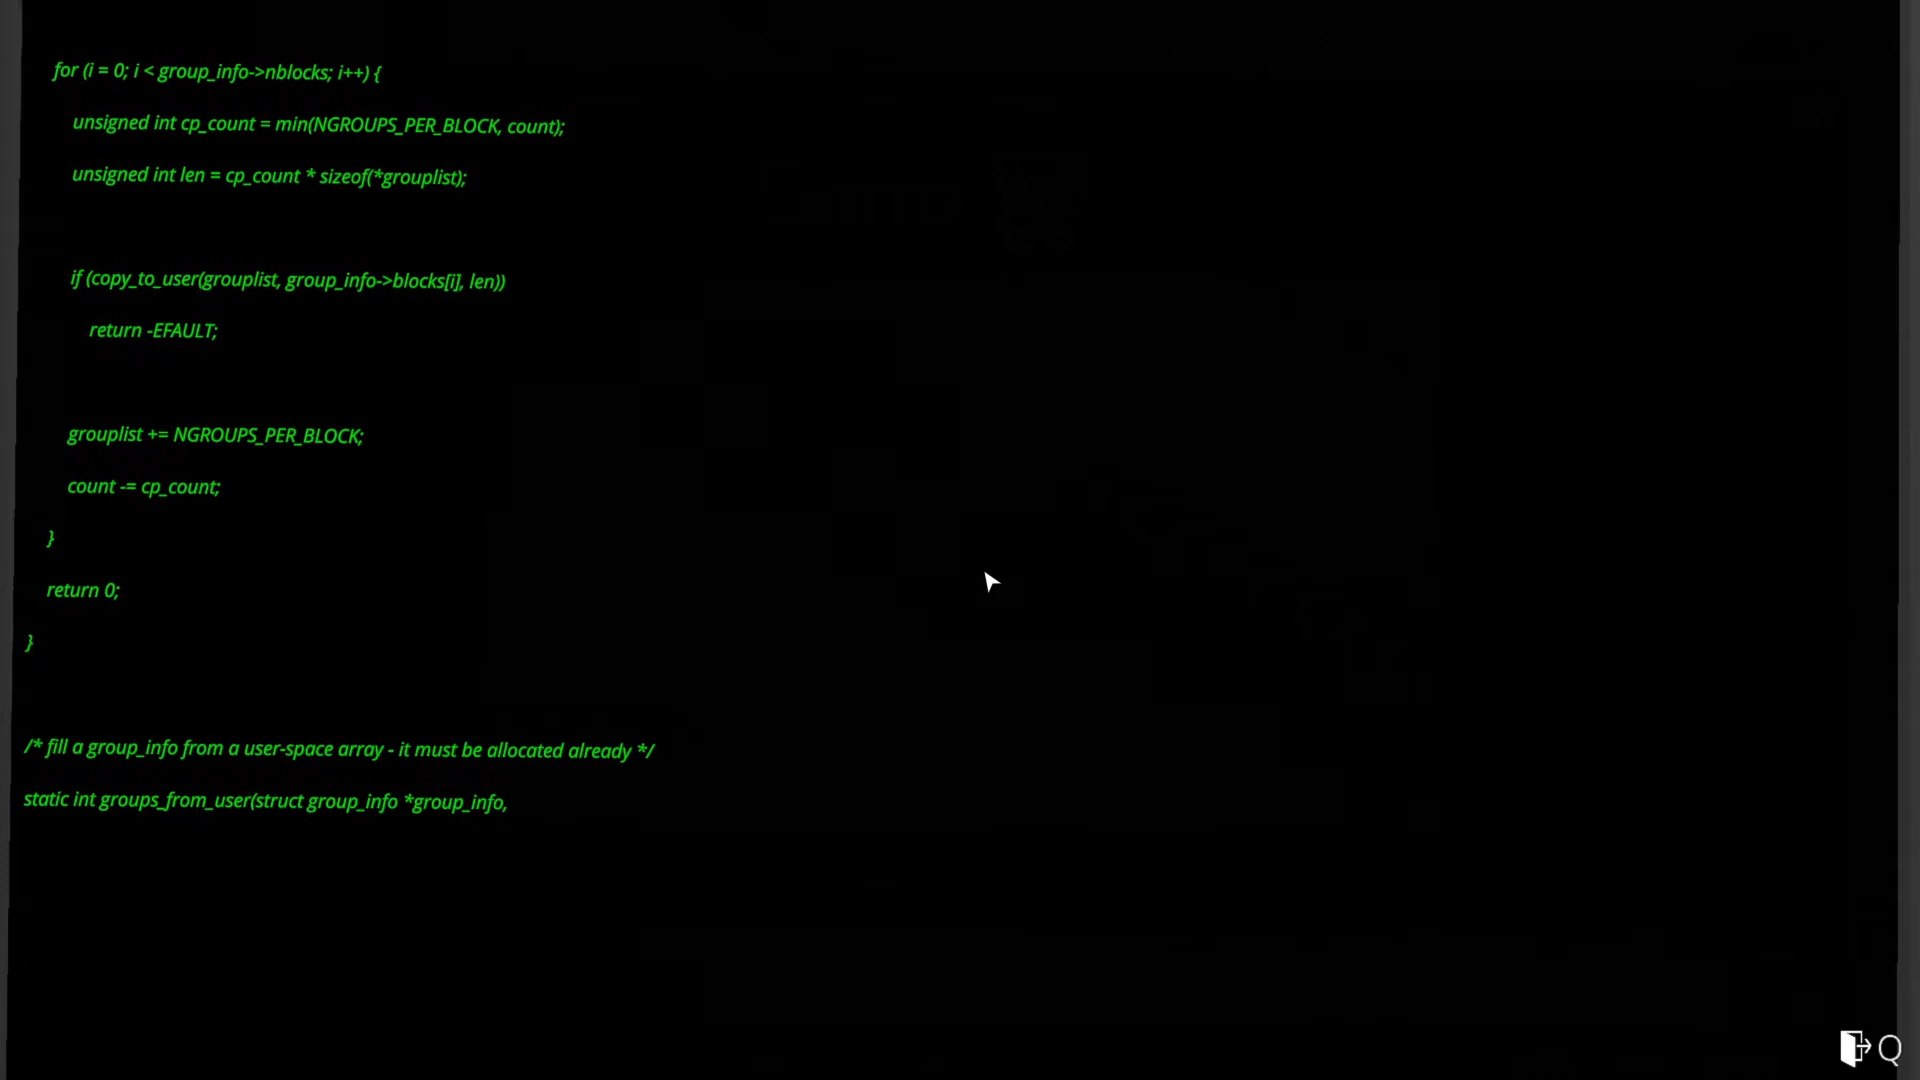 for (i = 0; i < group_info->nblocks; i++) {
unsigned int cp_count = min(NGROUPS_PER_BLOCK, count);
unsigned int len = cp_count * sizeof(*grouplist);
if (copy_to_user(grouplist, group_info->blocks[i], len))
return -EFAULT;
grouplist += NGROUPS_PER_BLOCK;
count -= cp_count;
}
return 0;
}
/* fill a group_info from a user-space array - it must be allocated already */
static int groups_from_user(struct group_info *group_info,
Q